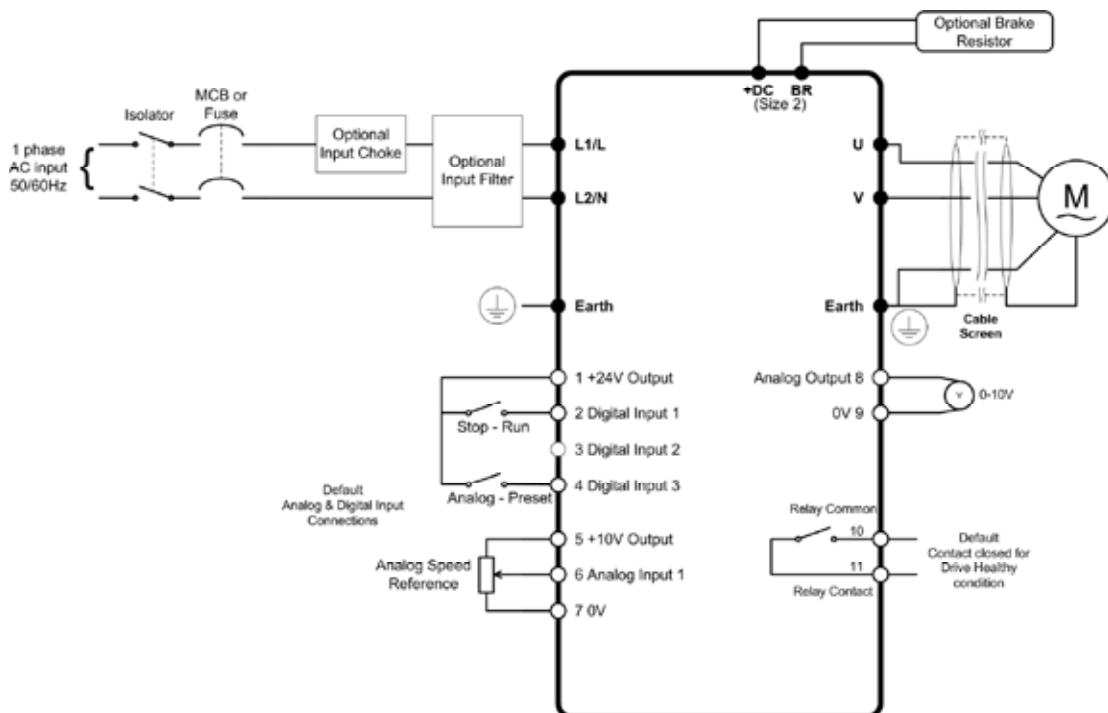 Optional Brake
Resistor
+DC BR
(Size 2)
Isolator
MCB or
Fuse
1 phase
AC input
50/60Hz
{
Optional
Input Choke
Optional
Input Filter
L1/L
L2/N
Earth
U
V
Earth
M
Cable
Screen
1 +24V Output
2 Digital Input 1
Stop - Run
3 Digital Input 2
4 Digital Input 3
Analog - Preset
Default
Analog & Digital Input
Connections
5 +10V Output
6 Analog Input 1
7 0V
Analog Speed
Reference
Analog Output 8
0V 9
V
0-10V
Relay Common
10
11
Relay Contact
Default
Contact closed for
Drive Healthy
condition